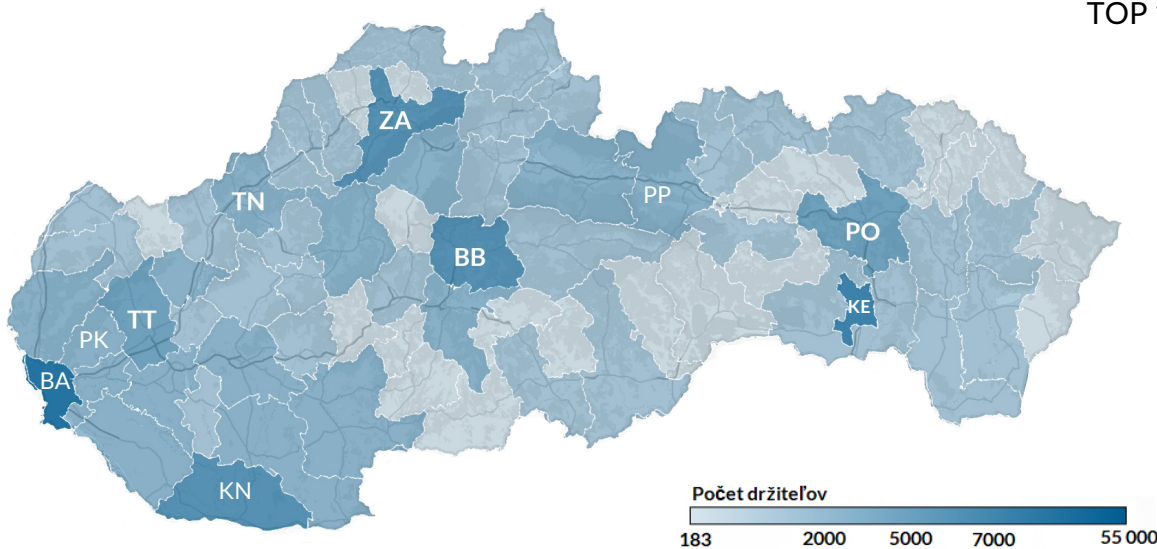 TOP
ZA
TN
PP
BB
PO
TT
KE
PK
BA
KN
Počet držiteľov
183 2000 5000 7000 55 000